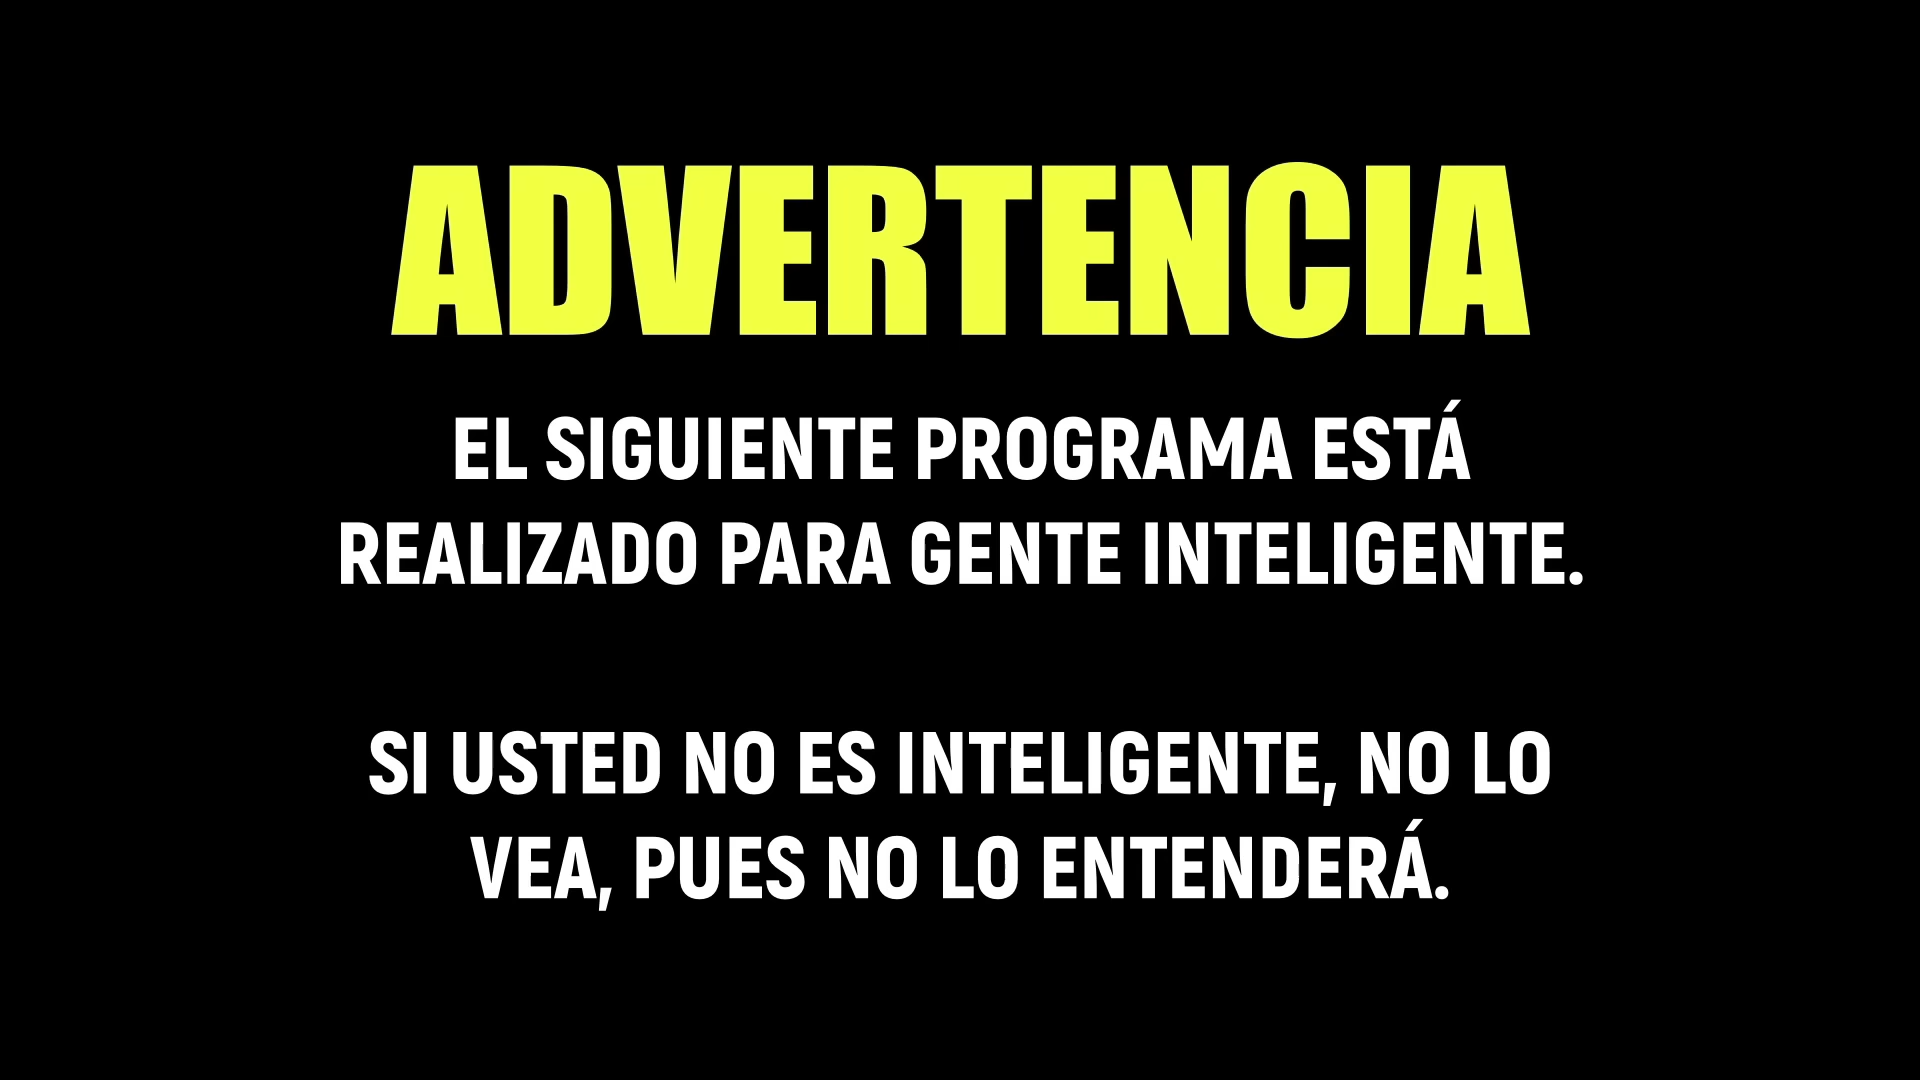 ADVERTENCIA
EL SIGUIENTE PROGRAMA ESTÁ
REALIZADO PARA GENTE INTELIGENTE.
SI USTED NO ES INTELIGENTE, NO LO
VEA, PUES NO LO ENTENDERÁ.